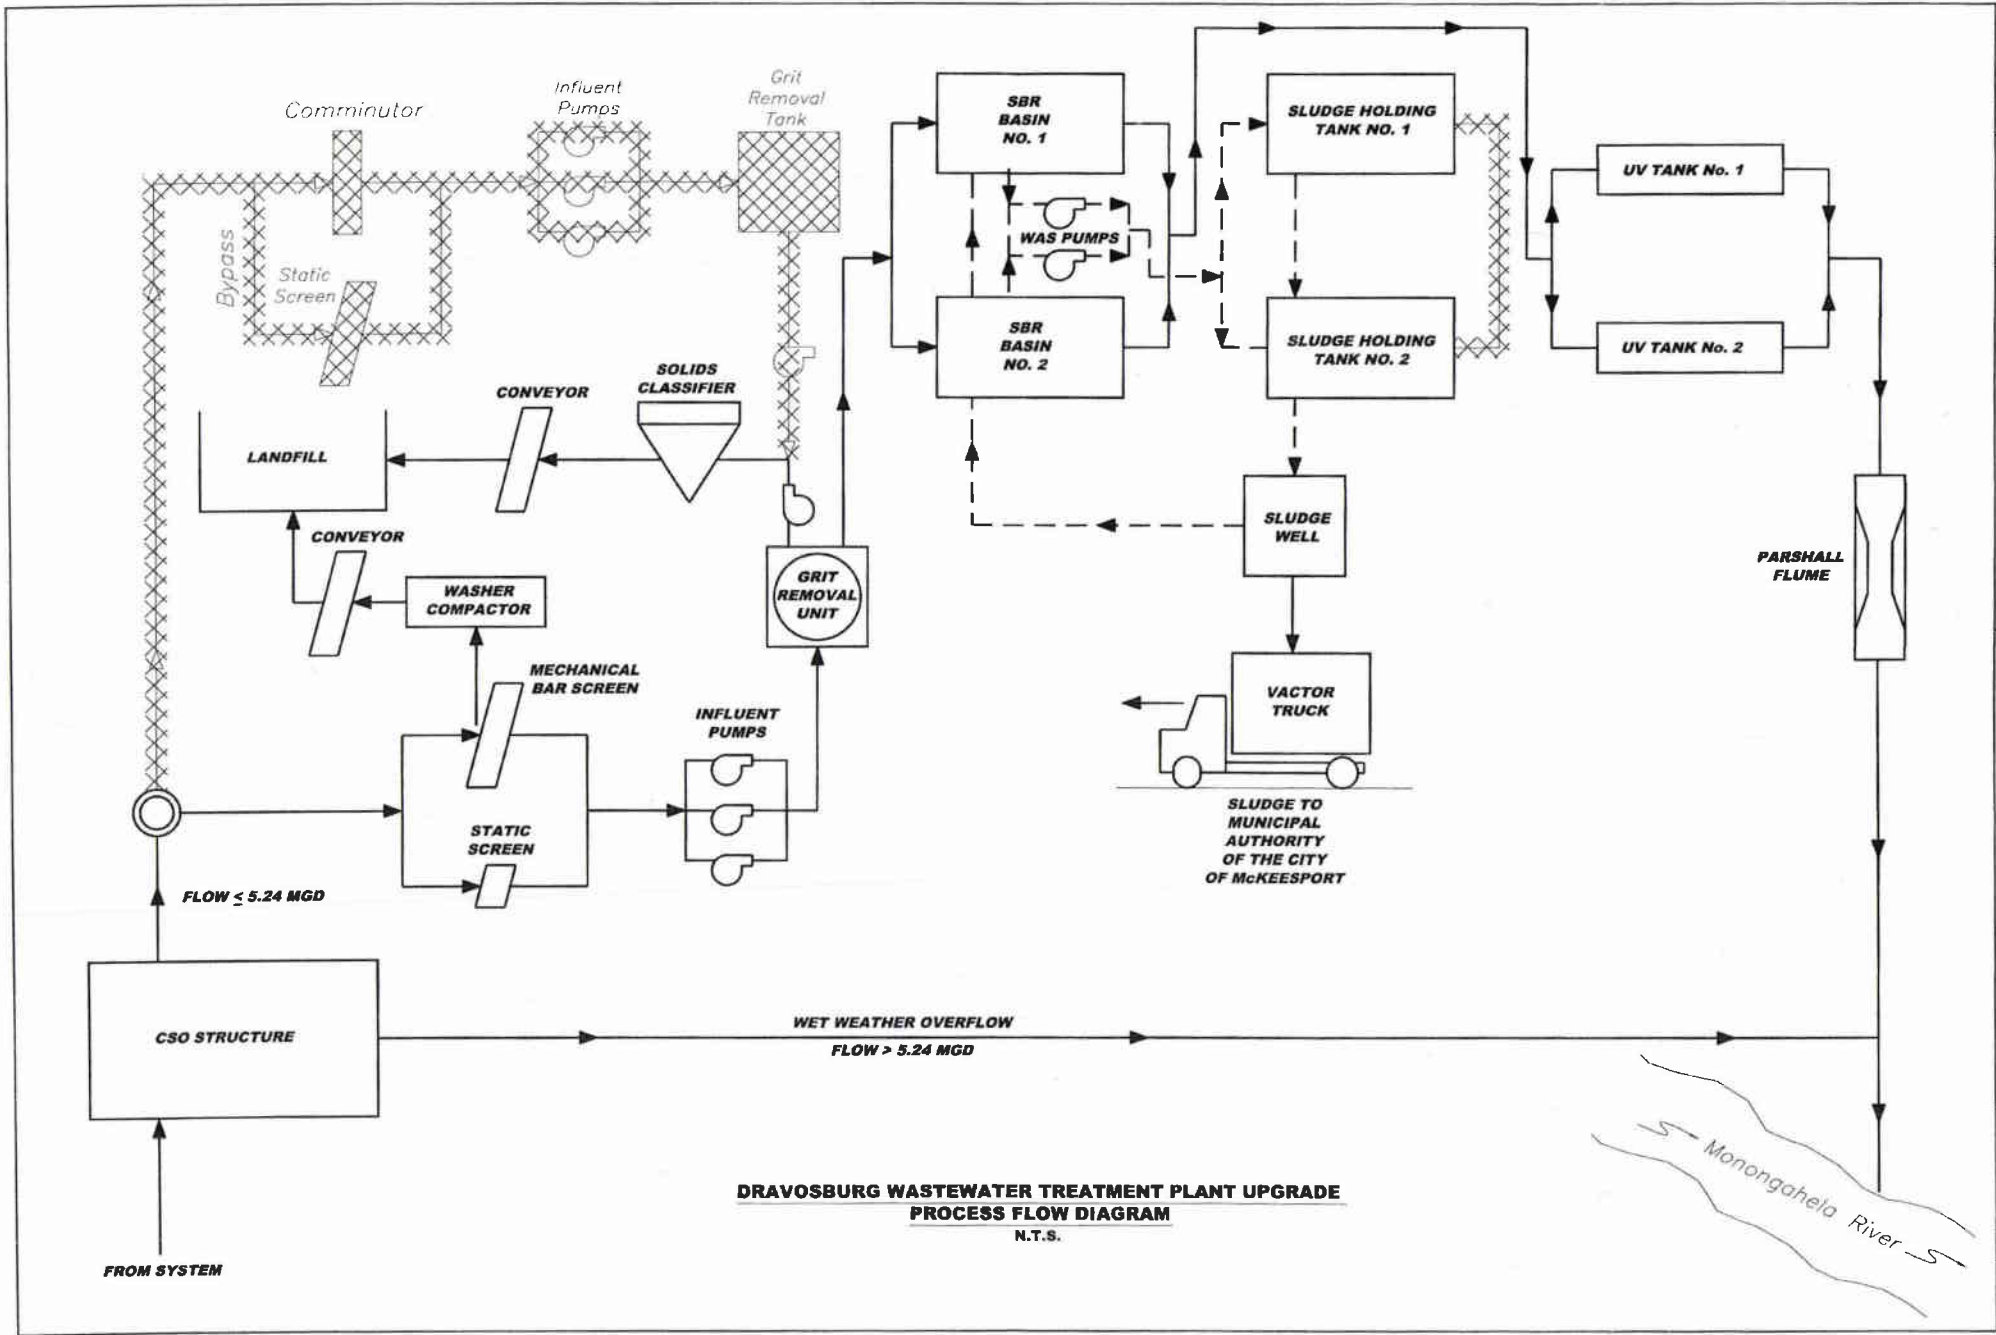 Comminutor
Influent
Pumps
Grit
Removal
Tank
Bypass
Static
Screen
SBR
BASIN
NO. 1
WAS PUMPS
SBR
BASIN
NO. 2
SLUDGE HOLDING
TANK NO. 1
SLUDGE HOLDING
TANK NO. 2
UV TANK No. 1
UV TANK No. 2
LANDFILL
CONVEYOR
SOLIDS
CLASSIFIER
CONVEYOR
WASHER
COMPACTOR
GRIT
REMOVAL
UNIT
SLUDGE
WELL
PARSHALL
FLUME
MECHANICAL
BAR SCREEN
INFLUENT
PUMPS
VACTOR
TRUCK
STATIC
SCREEN
SLUDGE TO
MUNICIPAL
AUTHORITY
OF THE CITY
OF McKEESPORT
FLOW ≤ 5.24 MGD
CSO STRUCTURE
WET WEATHER OVERFLOW
FLOW > 5.24 MGD
Monongahela River
DRAVOSBURG WASTEWATER TREATMENT PLANT UPGRADE
PROCESS FLOW DIAGRAM
N.T.S.
FROM SYSTEM